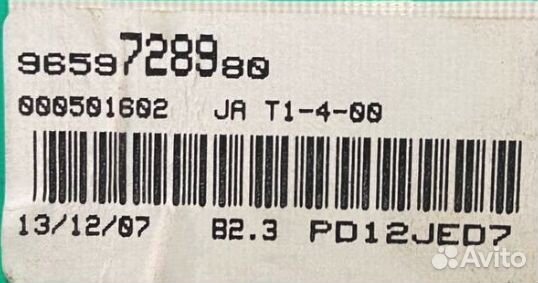 9659728980
000501602 JA T1-4-00
13/12/07 B2.3 PD12JED7
Avito